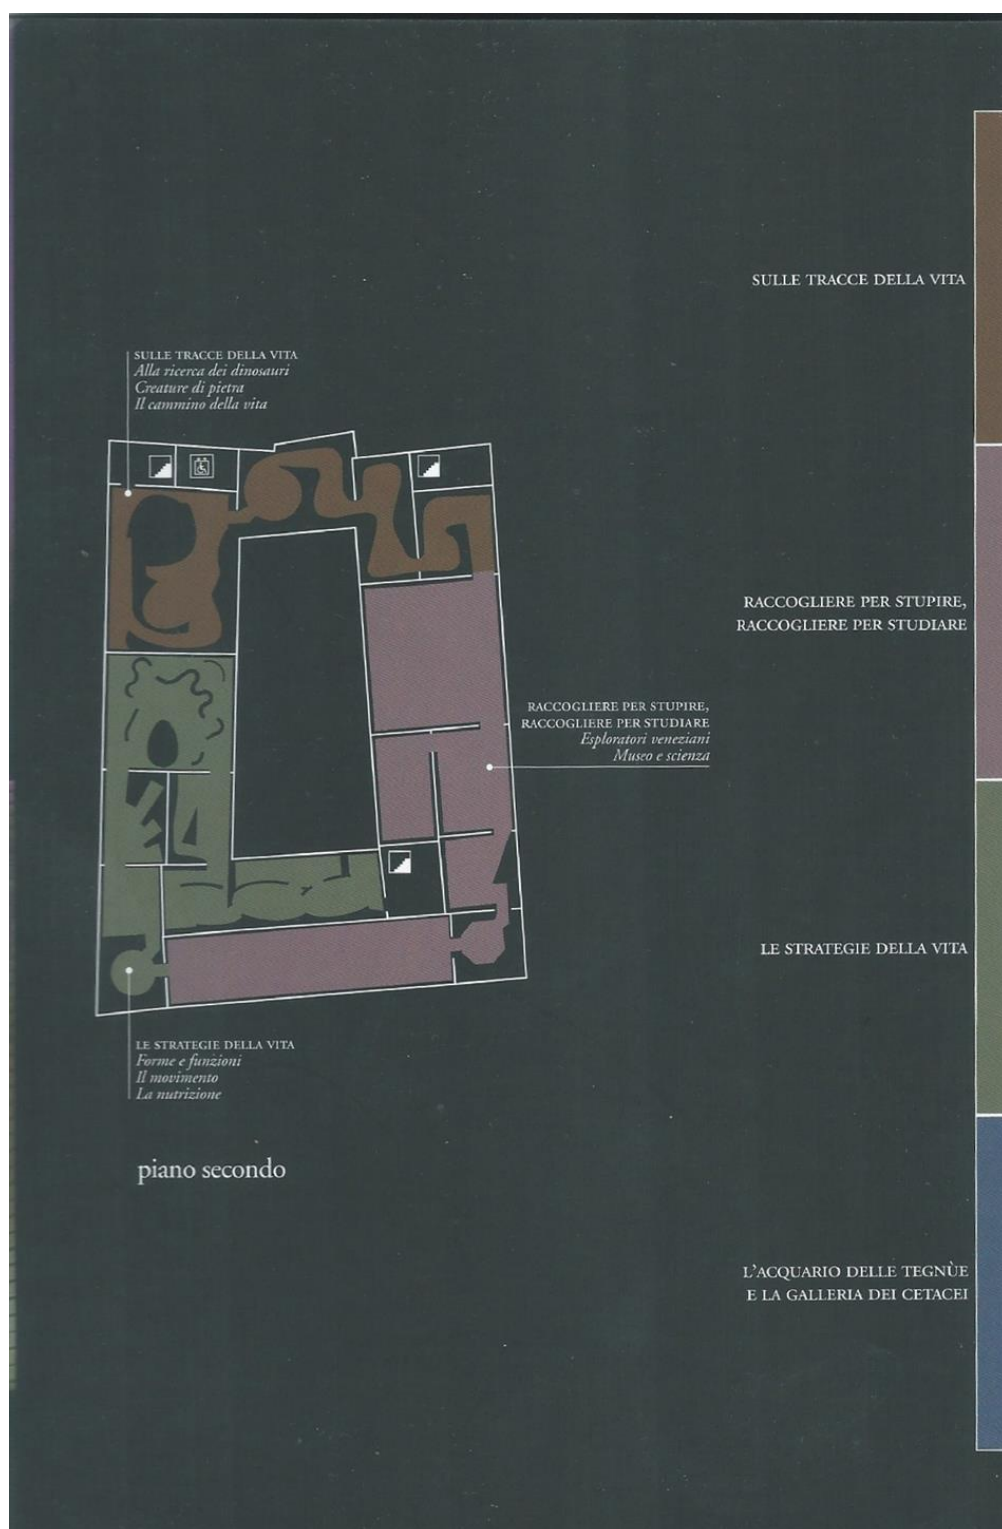 SULLE TRACCE DELLA VITA
SULLE TRACCE DELLA VITA
Alla ricerca dei dinosauri
Creature di pietra
Il cammino della vita
RACCOGLIERE PER STUPIRE,
RACCOGLIERE PER STUDIARE
RACCOGLIERE PER STUPIRE,
RACCOGLIERE PER STUDIARE
Esploratori veneziani
Museo e scienza
LE STRATEGIE DELLA VITA
LE STRATEGIE DELLA VITA
Forme e funzioni
Il movimento
La nutrizione
piano secondo
L'ACQUARIO DELLE TEGNÙE
E LA GALLERIA DEI CETACEI